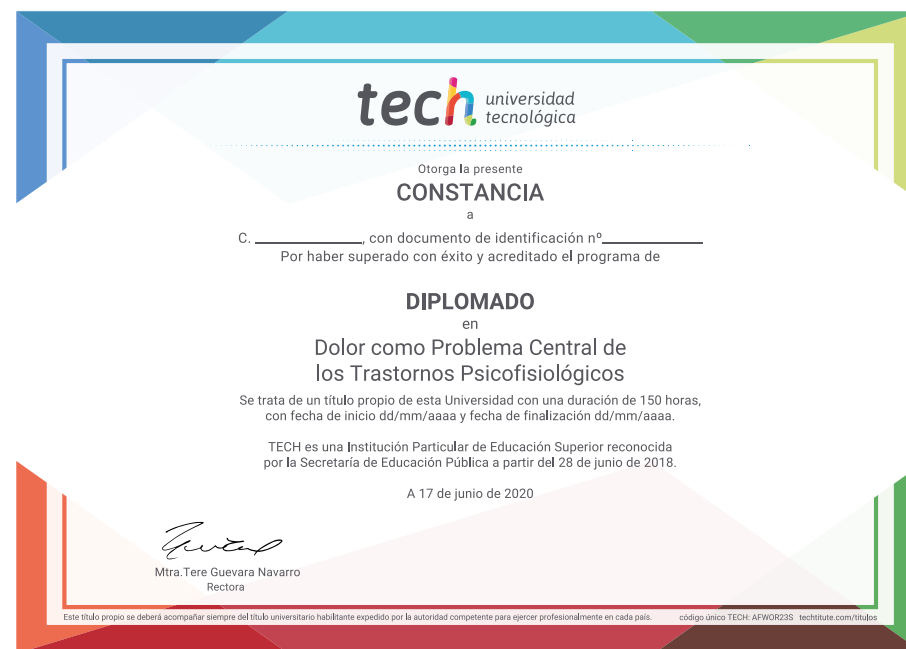 tech universidad tecnológica
Otorga la presente
CONSTANCIA
a
C. ____________, con documento de identificación nº____________
Por haber superado con éxito y acreditado el programa de
DIPLOMADO
en
Dolor como Problema Central de
los Trastornos Psicofisiológicos
Se trata de un título propio de esta Universidad con una duración de 150 horas,
con fecha de inicio dd/mm/aaaa y fecha de finalización dd/mm/aaaa.
TECH es una Institución Particular de Educación Superior reconocida
por la Secretaría de Educación Pública a partir del 28 de junio de 2018.
A 17 de junio de 2020
Mtra.Tere Guevara Navarro
Rectora
Este título propio se deberá acompañar siempre del título universitario habilitante expedido por la autoridad competente para ejercer profesionalmente en cada país. código único TECH: AFWOR23S techtitute.com/titulos